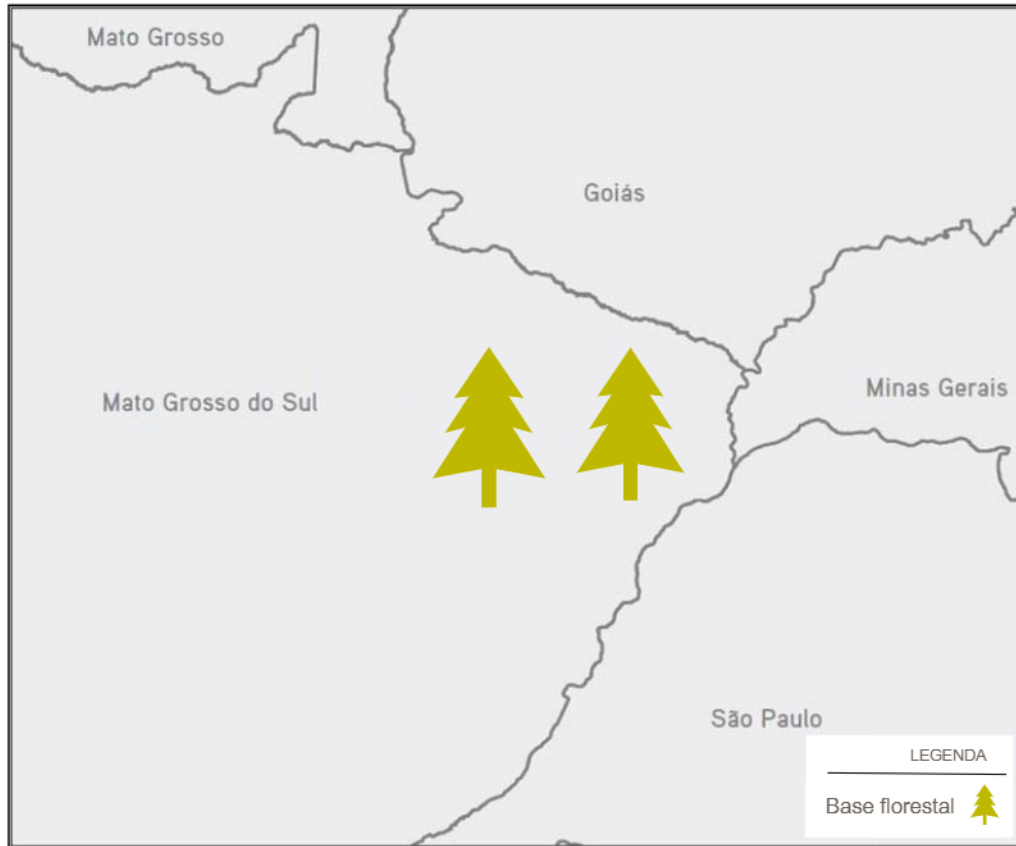 Mato Grosso
Goiás
Mato Grosso do Sul
Minas Gerais
São Paulo
LEGENDA
Base florestal